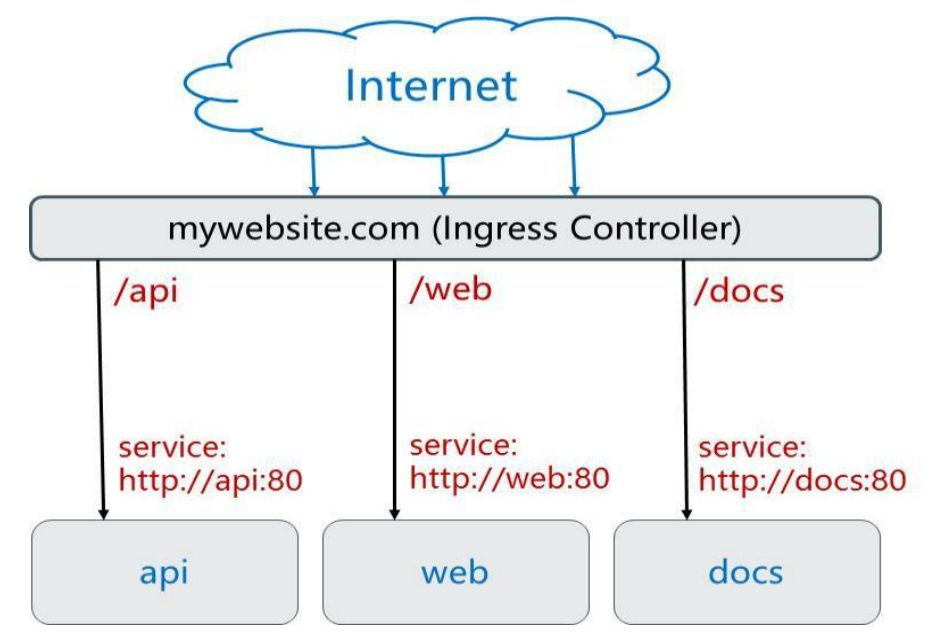 Internet
mywebsite.com (Ingress Controller)
/api
/web
/docs
service:
http://api:80
service:
http://web:80
service:
http://docs:80
api
web
docs